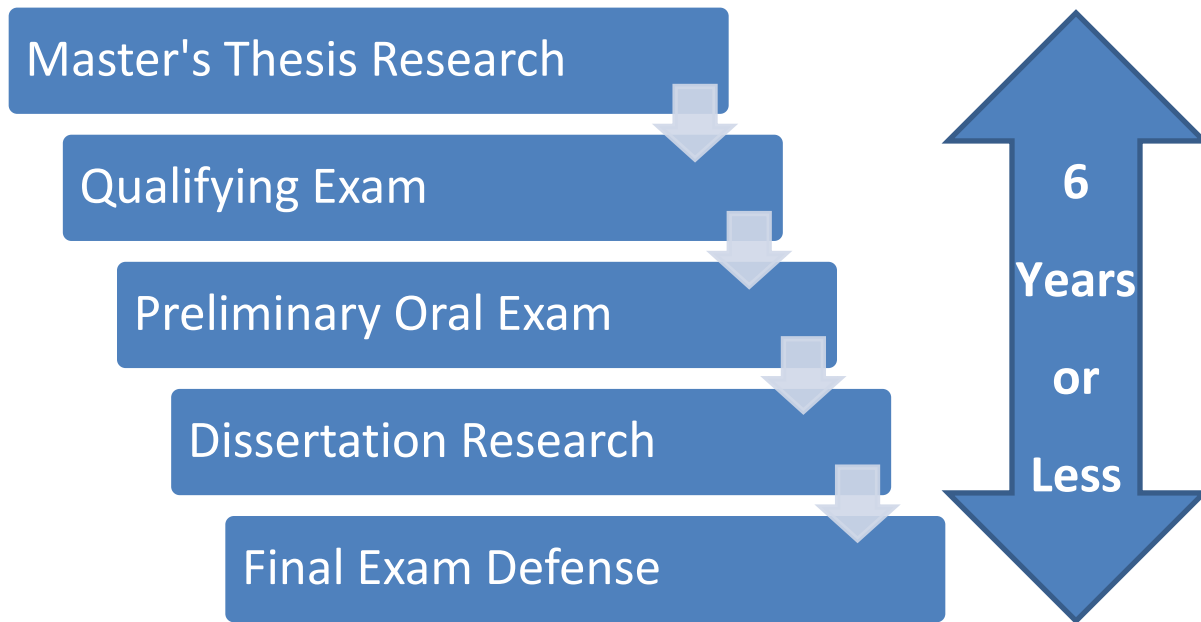 Master's Thesis Research
Qualifying Exam
Preliminary Oral Exam
Dissertation Research
Final Exam Defense
6
Years
or
Less